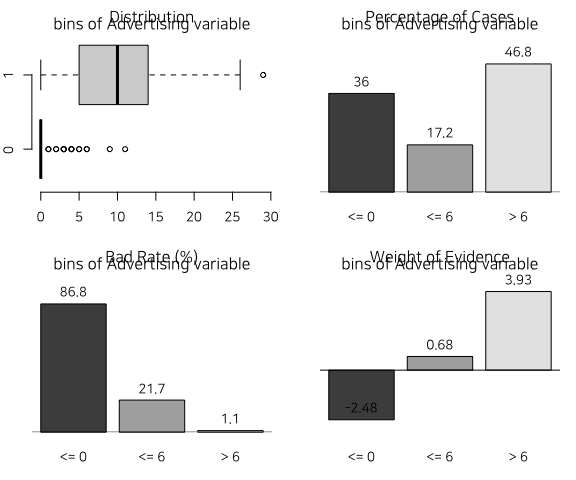 Distribution
bins of Advertising variable
1
0
0 5 10 15 20 25 30
Percentage of Cases
bins of Advertising variable
36
17.2
46.8
<= 0 <= 6 > 6
Bad Rate (%)
bins of Advertising variable
86.8
21.7
1.1
<= 0 <= 6 > 6
Weight of Evidence
bins of Advertising variable
-2.48
0.68
3.93
<= 0 <= 6 > 6